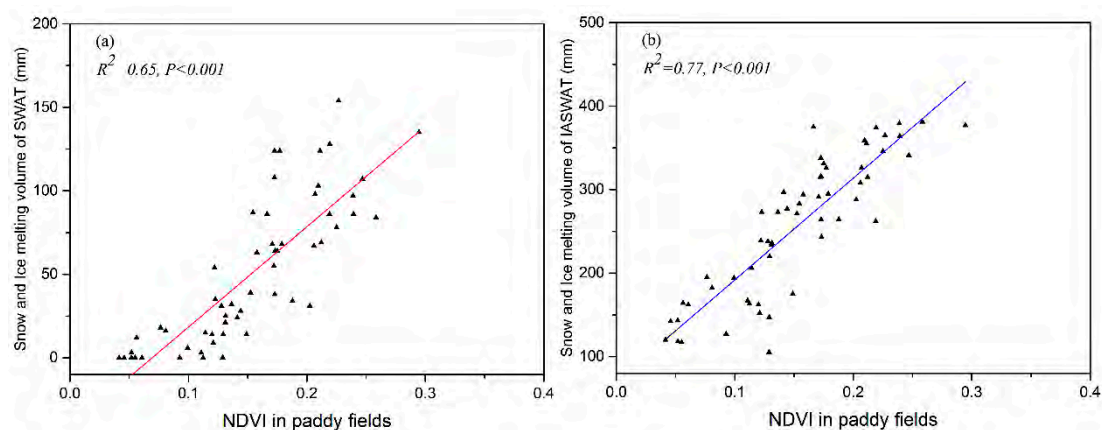 (a)
R² 0.65, P<0.001
Snow and Ice melting volume of SWAT (mm)
200
150
100
50
0
0.0
0.1
0.2
0.3
0.4
NDVI in paddy fields
(b)
R²=0.77, P<0.001
Snow and Ice melting volume of IASWAT (mm)
500
400
300
200
100
0.0
0.1
0.2
0.3
0.4
NDVI in paddy fields